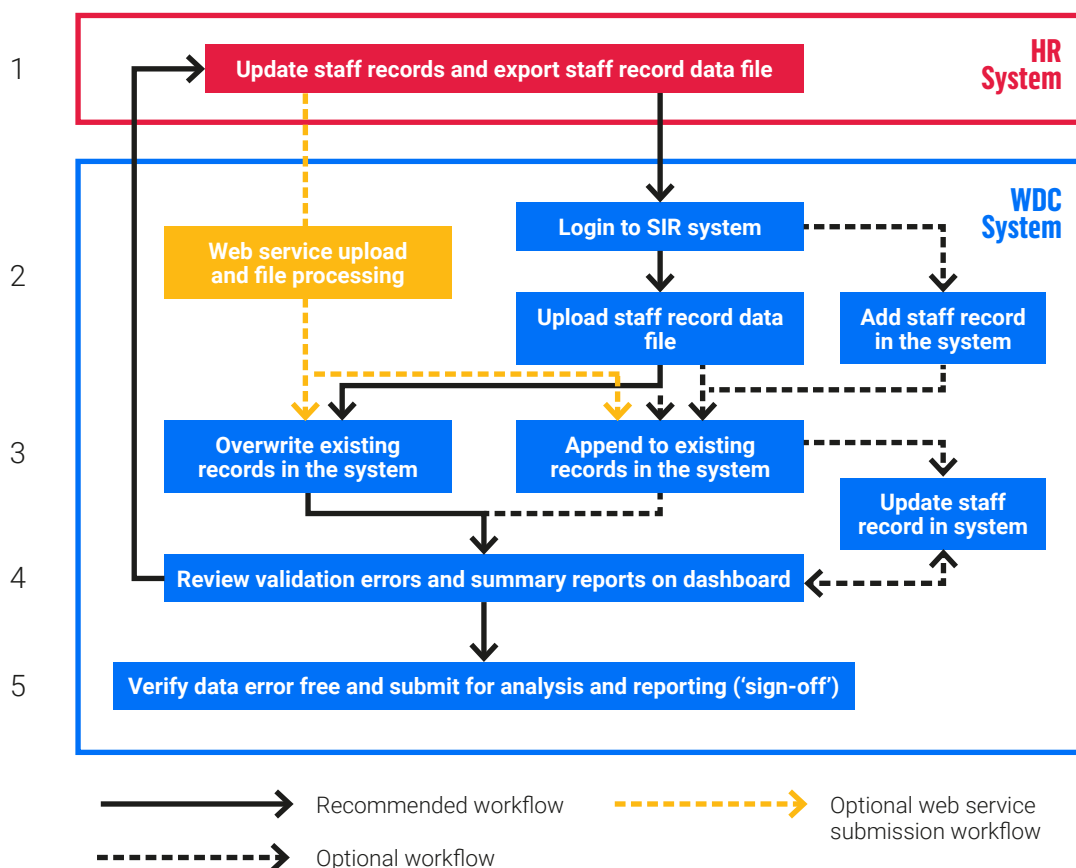 1
Update staff records and export staff record data file
HR
System
WDC
System
Login to SIR system
Web service upload
and file processing
2
Upload staff record data
file
Add staff record
in the system
3
Overwrite existing
records in the system
Append to existing
records in the system
Update staff
record in system
4
Review validation errors and summary reports on dashboard
5
Verify data error free and submit for analysis and reporting (‘sign-off’)
Recommended workflow
Optional web service
submission workflow
Optional workflow